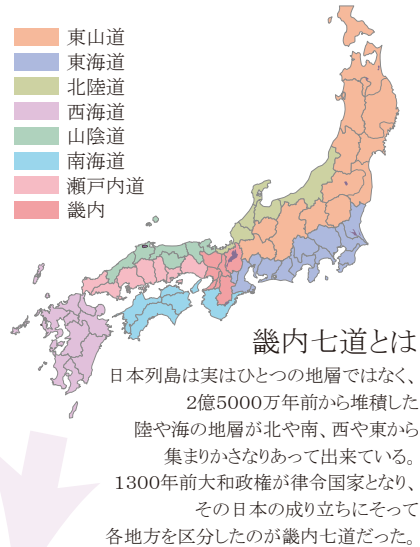 東山道
東海道
北陸道
西海道
山陰道
南海道
瀬戸内道
畿内
畿内七道とは
日本列島は実はひとつの地層ではなく、
2億5000万年前から堆積した
陸や海の地層が北や南、西や東から
集まりかさなりあって出来ている。
1300年前大和政権が律令国家となり、
その日本の成り立ちにそって
各地方を区分したのが畿内七道だった。